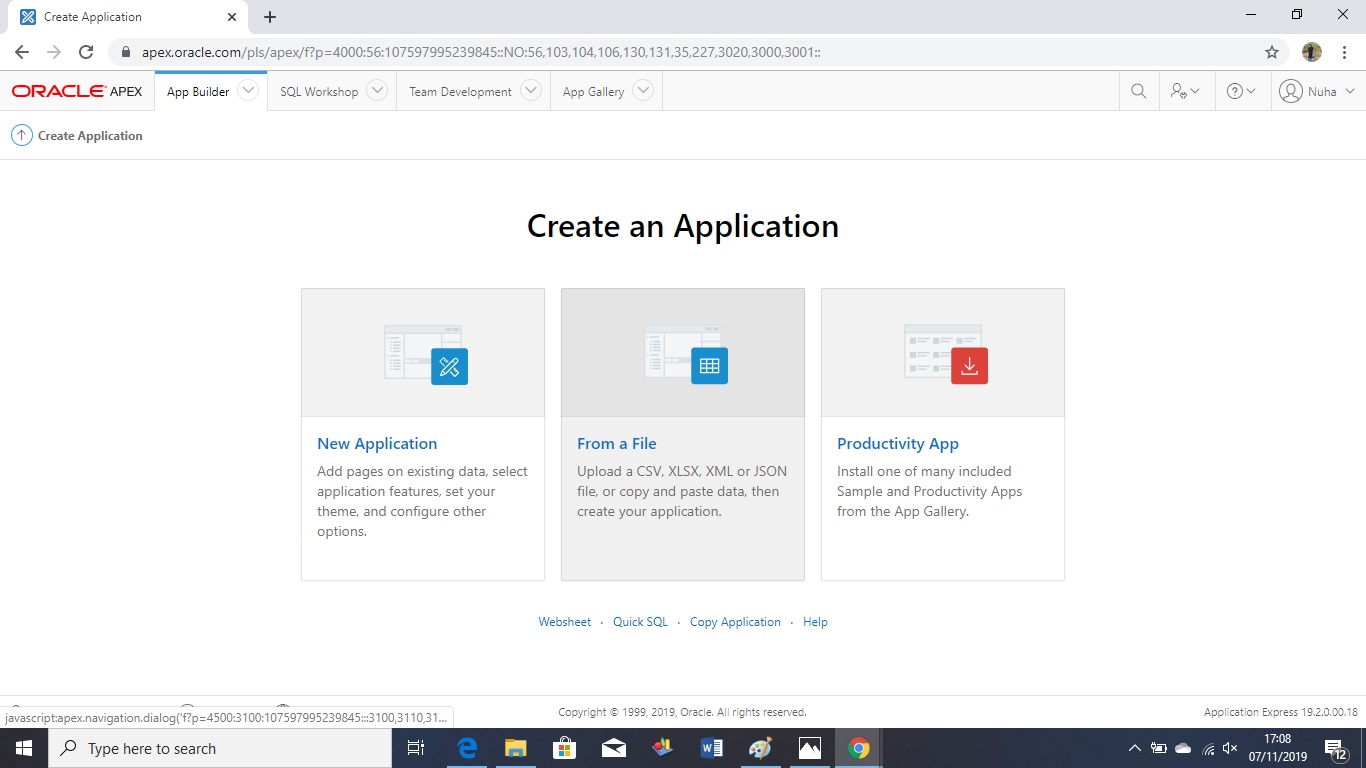 Create Application
apex.oracle.com/pls/apex/f?p=4000:56:107597995239845::NO:56,103,104,106,130,131,35,227,3020,3000,3001::
ORACLE APEX App Builder SQL Workshop Team Development App Gallery Nuha
Create Application
Create an Application
New Application
Add pages on existing data, select
application features, set your
theme, and configure other
options.
From a File
Upload a CSV, XLSX, XML or JSON
file, or copy and paste data, then
create your application.
Productivity App
Install one of many included
Sample and Productivity Apps
from the App Gallery.
Websheet · Quick SQL · Copy Application · Help
javascript:apex.navigation.dialog('f?p=4500:3100:107597995239845:::3100,3110,31...
Copyright © 1999, 2019, Oracle. All rights reserved.
Application Express 19.2.0.00.18
Type here to search
17:08
07/11/2019
12